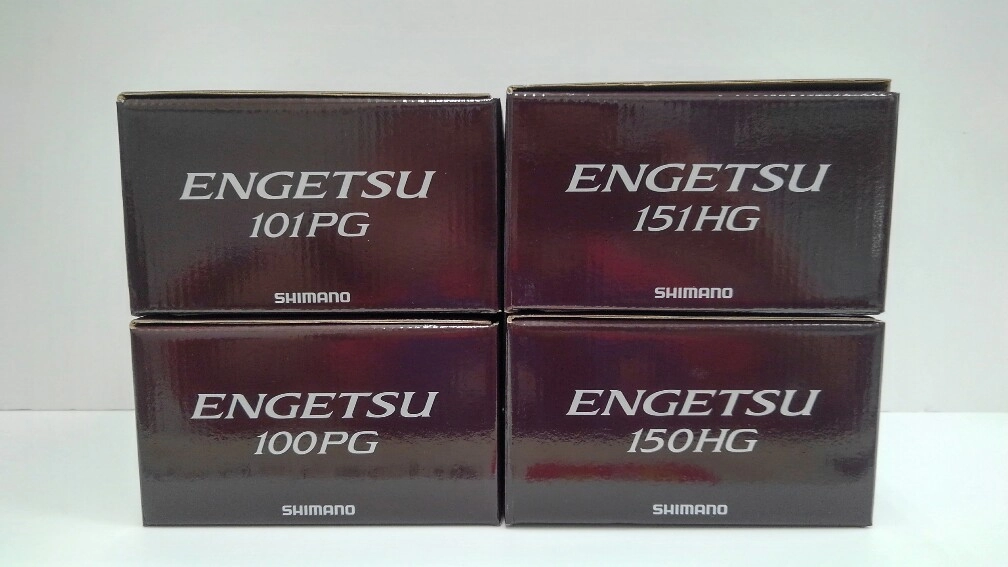 ENGETSU
101PG
SHIMANO
ENGETSU
151HG
SHIMANO
ENGETSU
100PG
SHIMANO
ENGETSU
150HG
SHIMANO